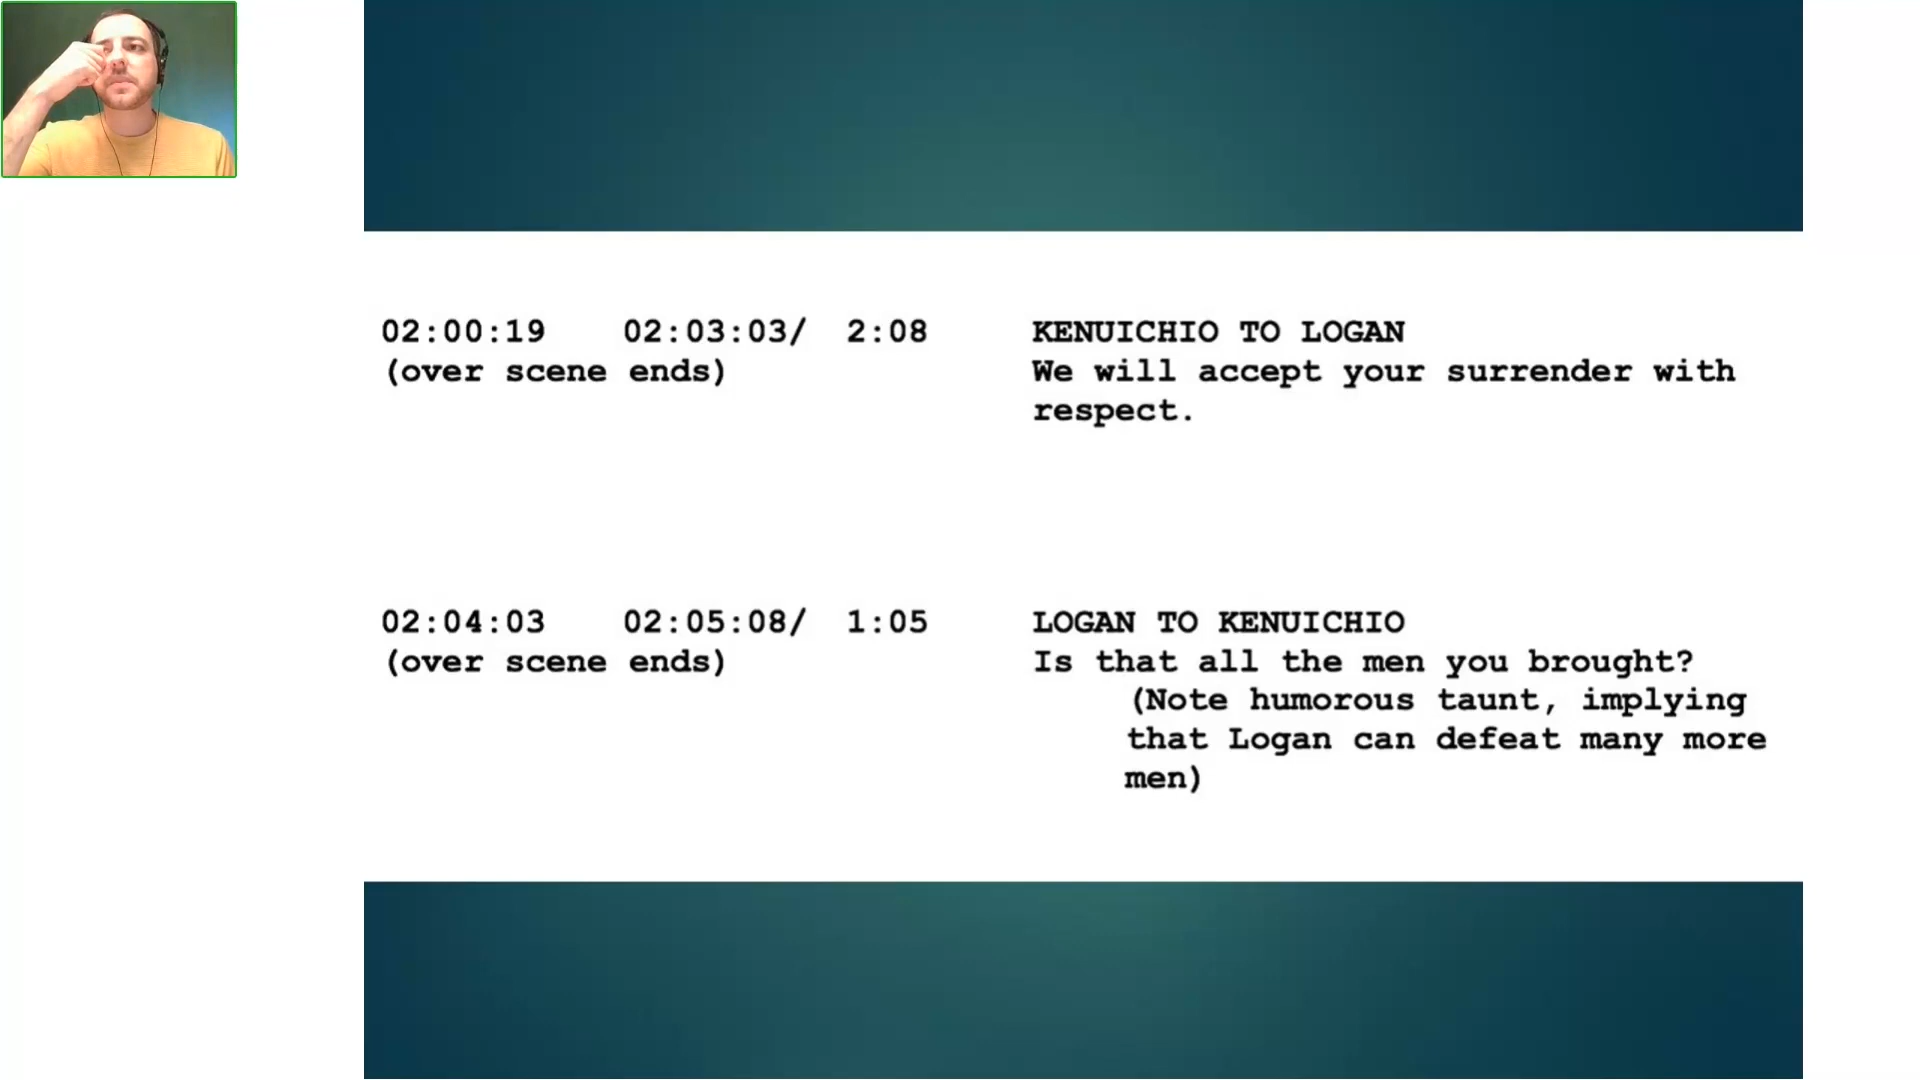 02:00:19 02:03:03/ 2:08 KENUICHIO TO LOGAN
(over scene ends) We will accept your surrender with
respect.
02:04:03 02:05:08/ 1:05 LOGAN TO KENUICHIO
(over scene ends) Is that all the men you brought?
(Note humorous taunt, implying
that Logan can defeat many more
men)